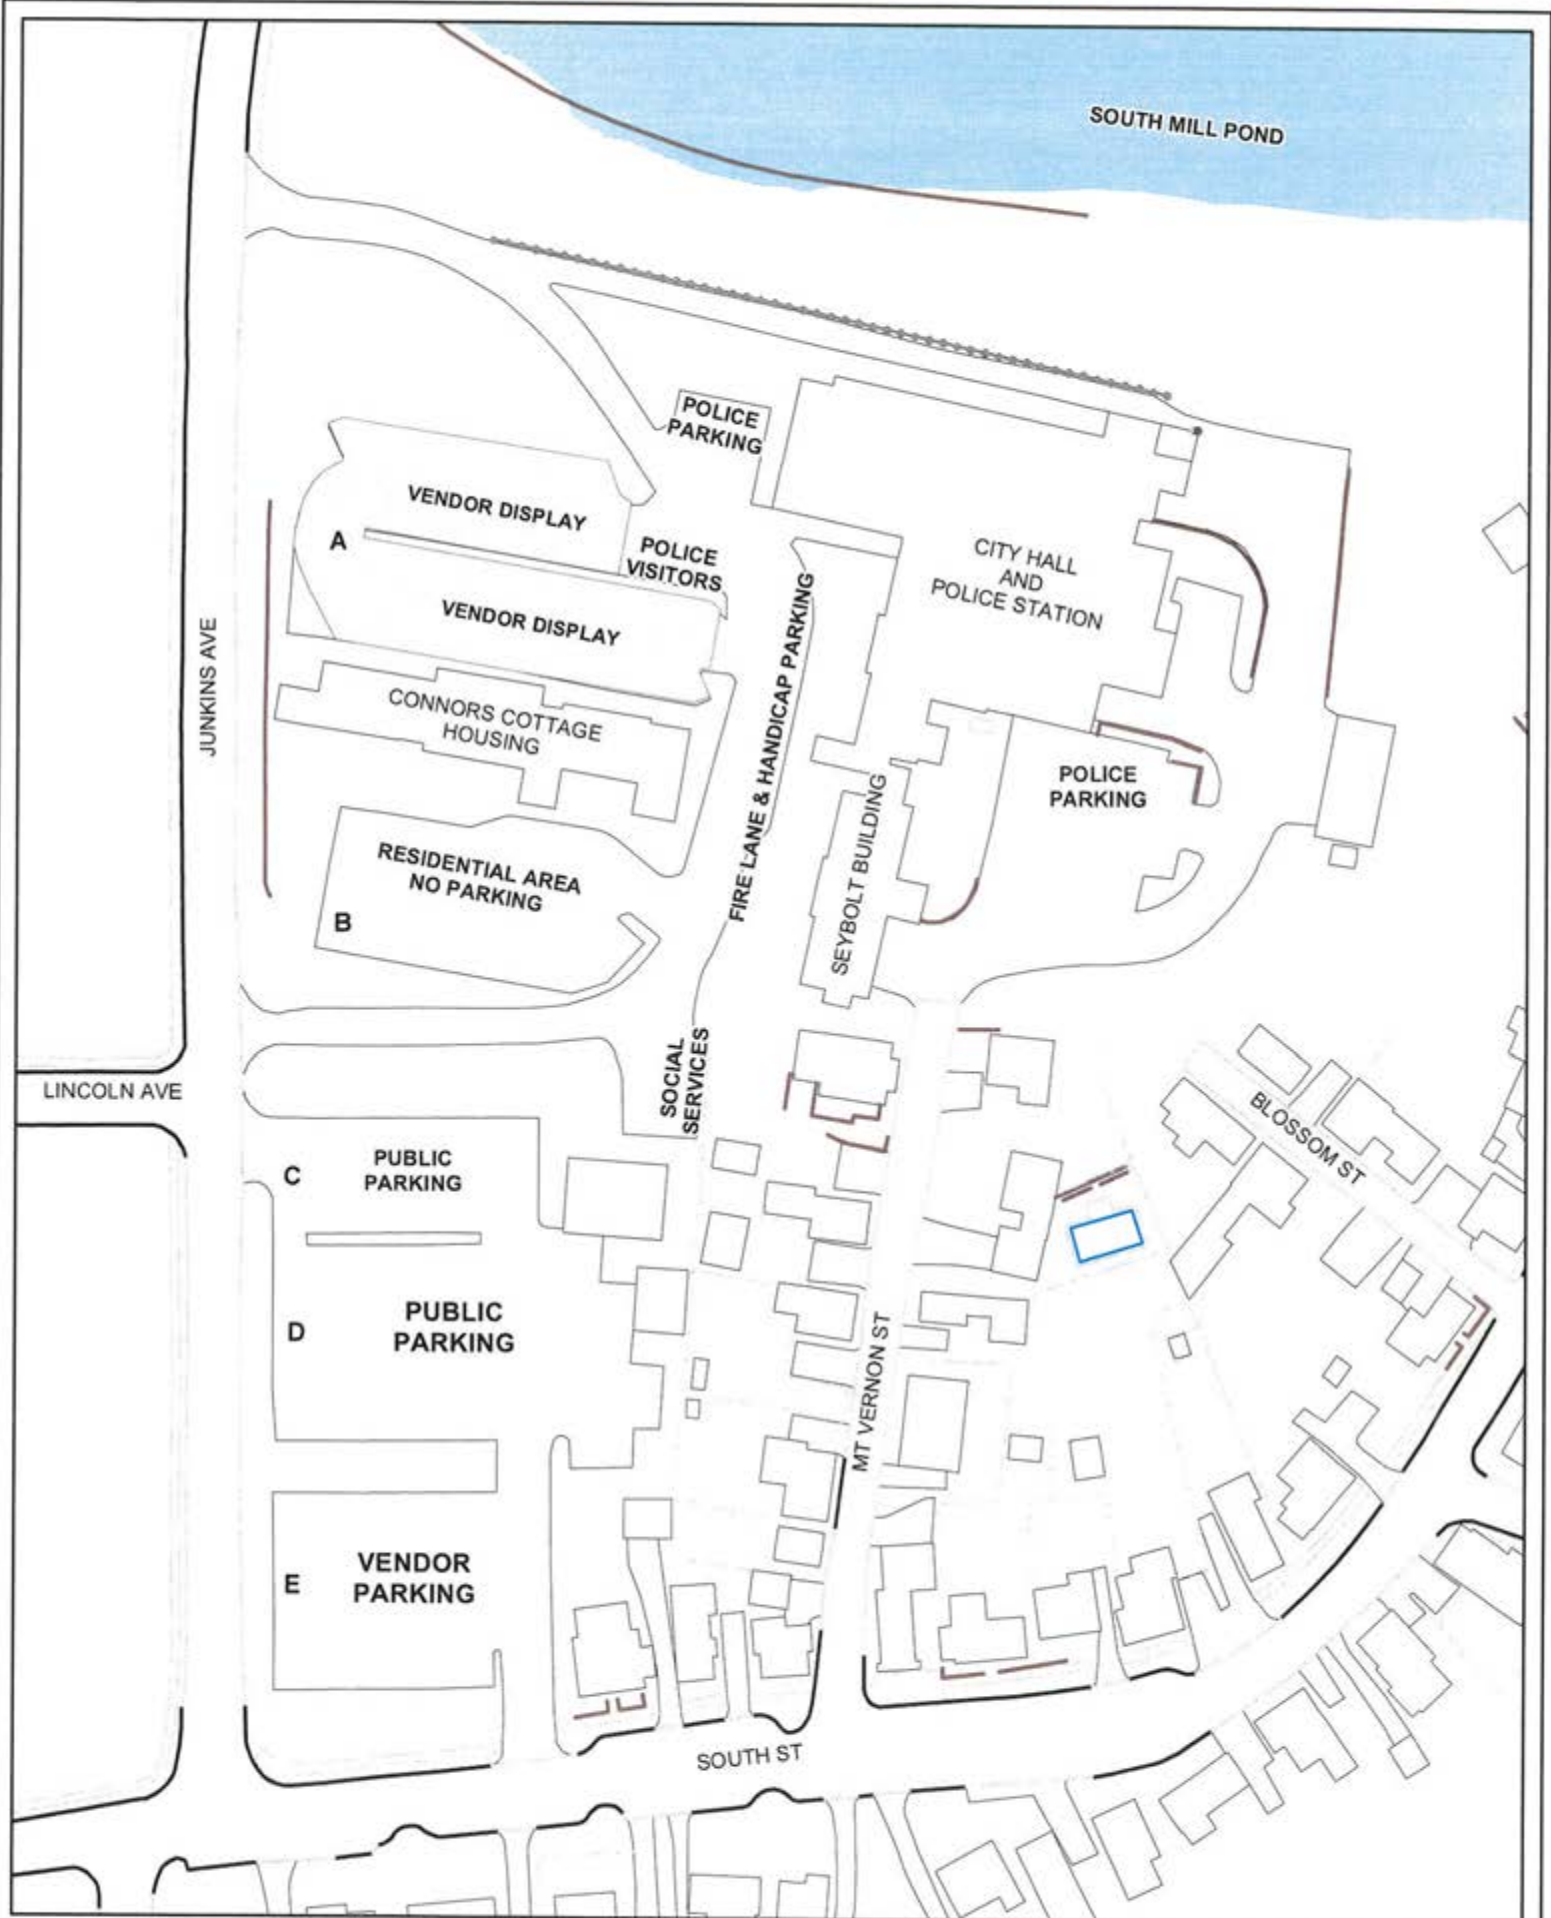 SOUTH MILL POND
POLICE
PARKING
VENDOR DISPLAY
A
POLICE
VISITORS
VENDOR DISPLAY
CITY HALL
AND
POLICE STATION
JUNKINS AVE
CONNORS COTTAGE
HOUSING
FIRE LANE & HANDICAP PARKING
SEYBOLT BUILDING
POLICE
PARKING
RESIDENTIAL AREA
NO PARKING
B
SOCIAL
SERVICES
LINCOLN AVE
BLOSSOM ST
C
PUBLIC
PARKING
D
PUBLIC
PARKING
MT VERNON ST
E
VENDOR
PARKING
SOUTH ST